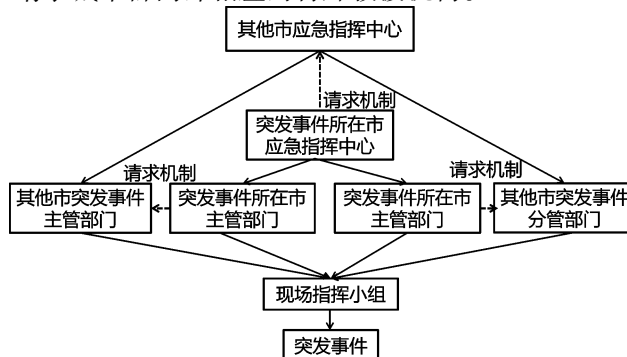 其他市应急指挥中心
请求机制
突发事件所在市
应急指挥中心
请求机制
请求机制
其他市突发事件
主管部门
突发事件所在市
主管部门
突发事件所在市
主管部门
其他市突发事件
分管部门
现场指挥小组
突发事件